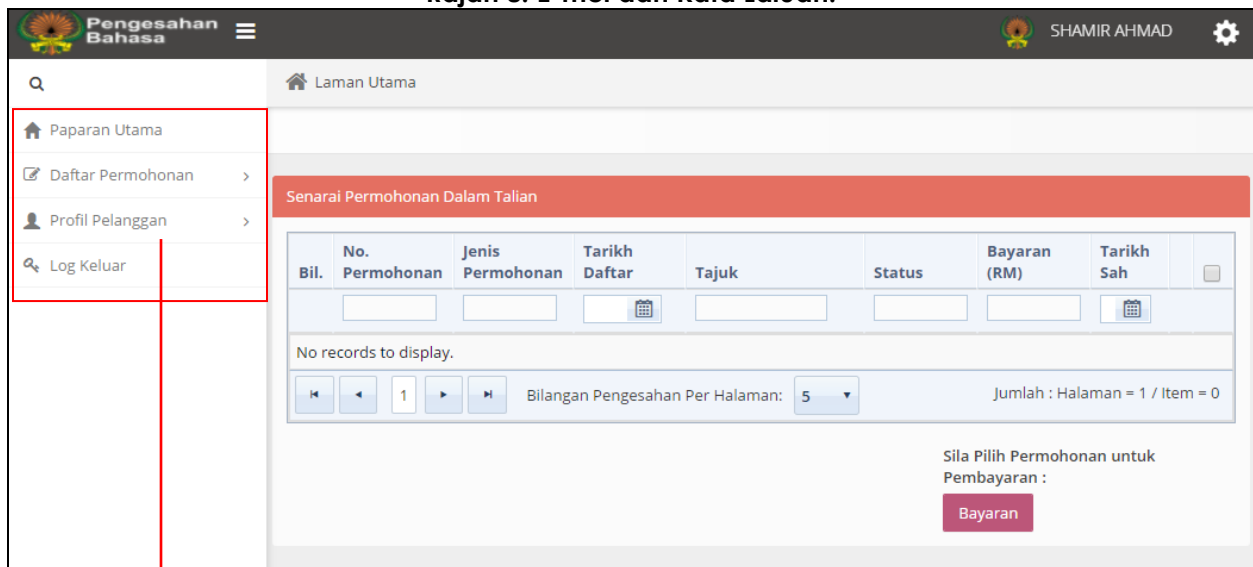 Pengesahan
Bahasa
SHAMIR AHMAD
Laman Utama
Paparan Utama
Daftar Permohonan
Profil Pelanggan
Log Keluar
Senarai Permohonan Dalam Talian
Bil. No. Permohonan Jenis Permohonan Tarikh Daftar Tajuk Status Bayaran (RM) Tarikh Sah
No records to display.
1 Bilangan Pengesahan Per Halaman: 5 Jumlah : Halaman = 1 / Item = 0
Sila Pilih Permohonan untuk
Pembayaran :
Bayaran